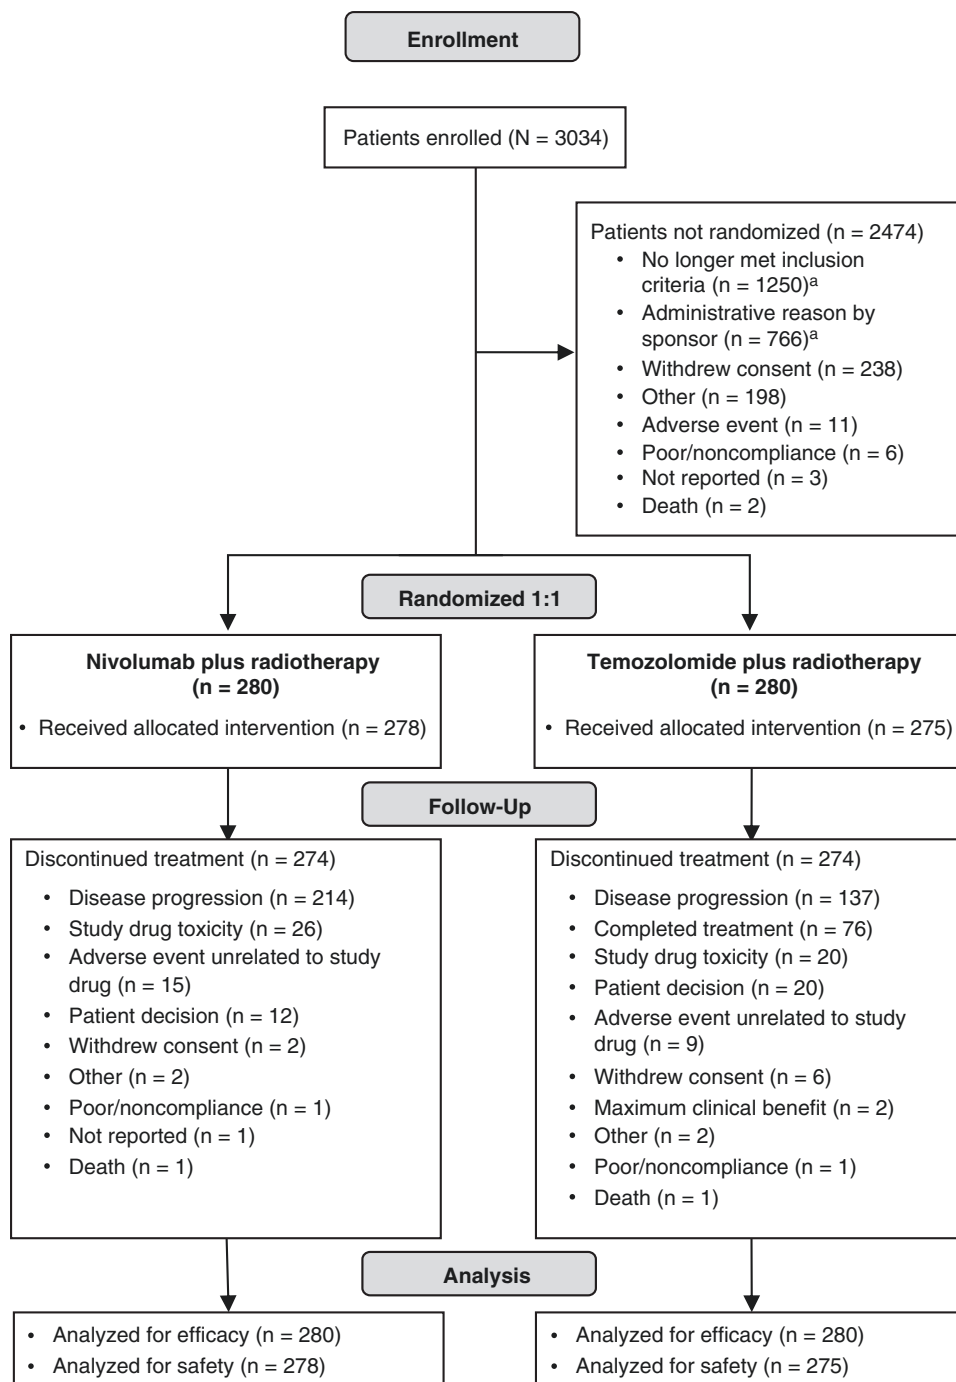 Enrollment
Patients enrolled (N = 3034)
Patients not randomized (n = 2474)
• No longer met inclusion
criteria (n = 1250)a
• Administrative reason by
sponsor (n = 766)a
• Withdrew consent (n = 238)
• Other (n = 198)
• Adverse event (n = 11)
• Poor/noncompliance (n = 6)
• Not reported (n = 3)
• Death (n = 2)
Randomized 1:1
Nivolumab plus radiotherapy
(n = 280)
• Received allocated intervention (n = 278)
Temozolomide plus radiotherapy
(n = 280)
• Received allocated intervention (n = 275)
Follow-Up
Discontinued treatment (n = 274)
• Disease progression (n = 214)
• Study drug toxicity (n = 26)
• Adverse event unrelated to study
drug (n = 15)
• Patient decision (n = 12)
• Withdrew consent (n = 2)
• Other (n = 2)
• Poor/noncompliance (n = 1)
• Not reported (n = 1)
• Death (n = 1)
Discontinued treatment (n = 274)
• Disease progression (n = 137)
• Completed treatment (n = 76)
• Study drug toxicity (n = 20)
• Patient decision (n = 20)
• Adverse event unrelated to study
drug (n = 9)
• Withdrew consent (n = 6)
• Maximum clinical benefit (n = 2)
• Other (n = 2)
• Poor/noncompliance (n = 1)
• Death (n = 1)
Analysis
• Analyzed for efficacy (n = 280)
• Analyzed for safety (n = 278)
• Analyzed for efficacy (n = 280)
• Analyzed for safety (n = 275)